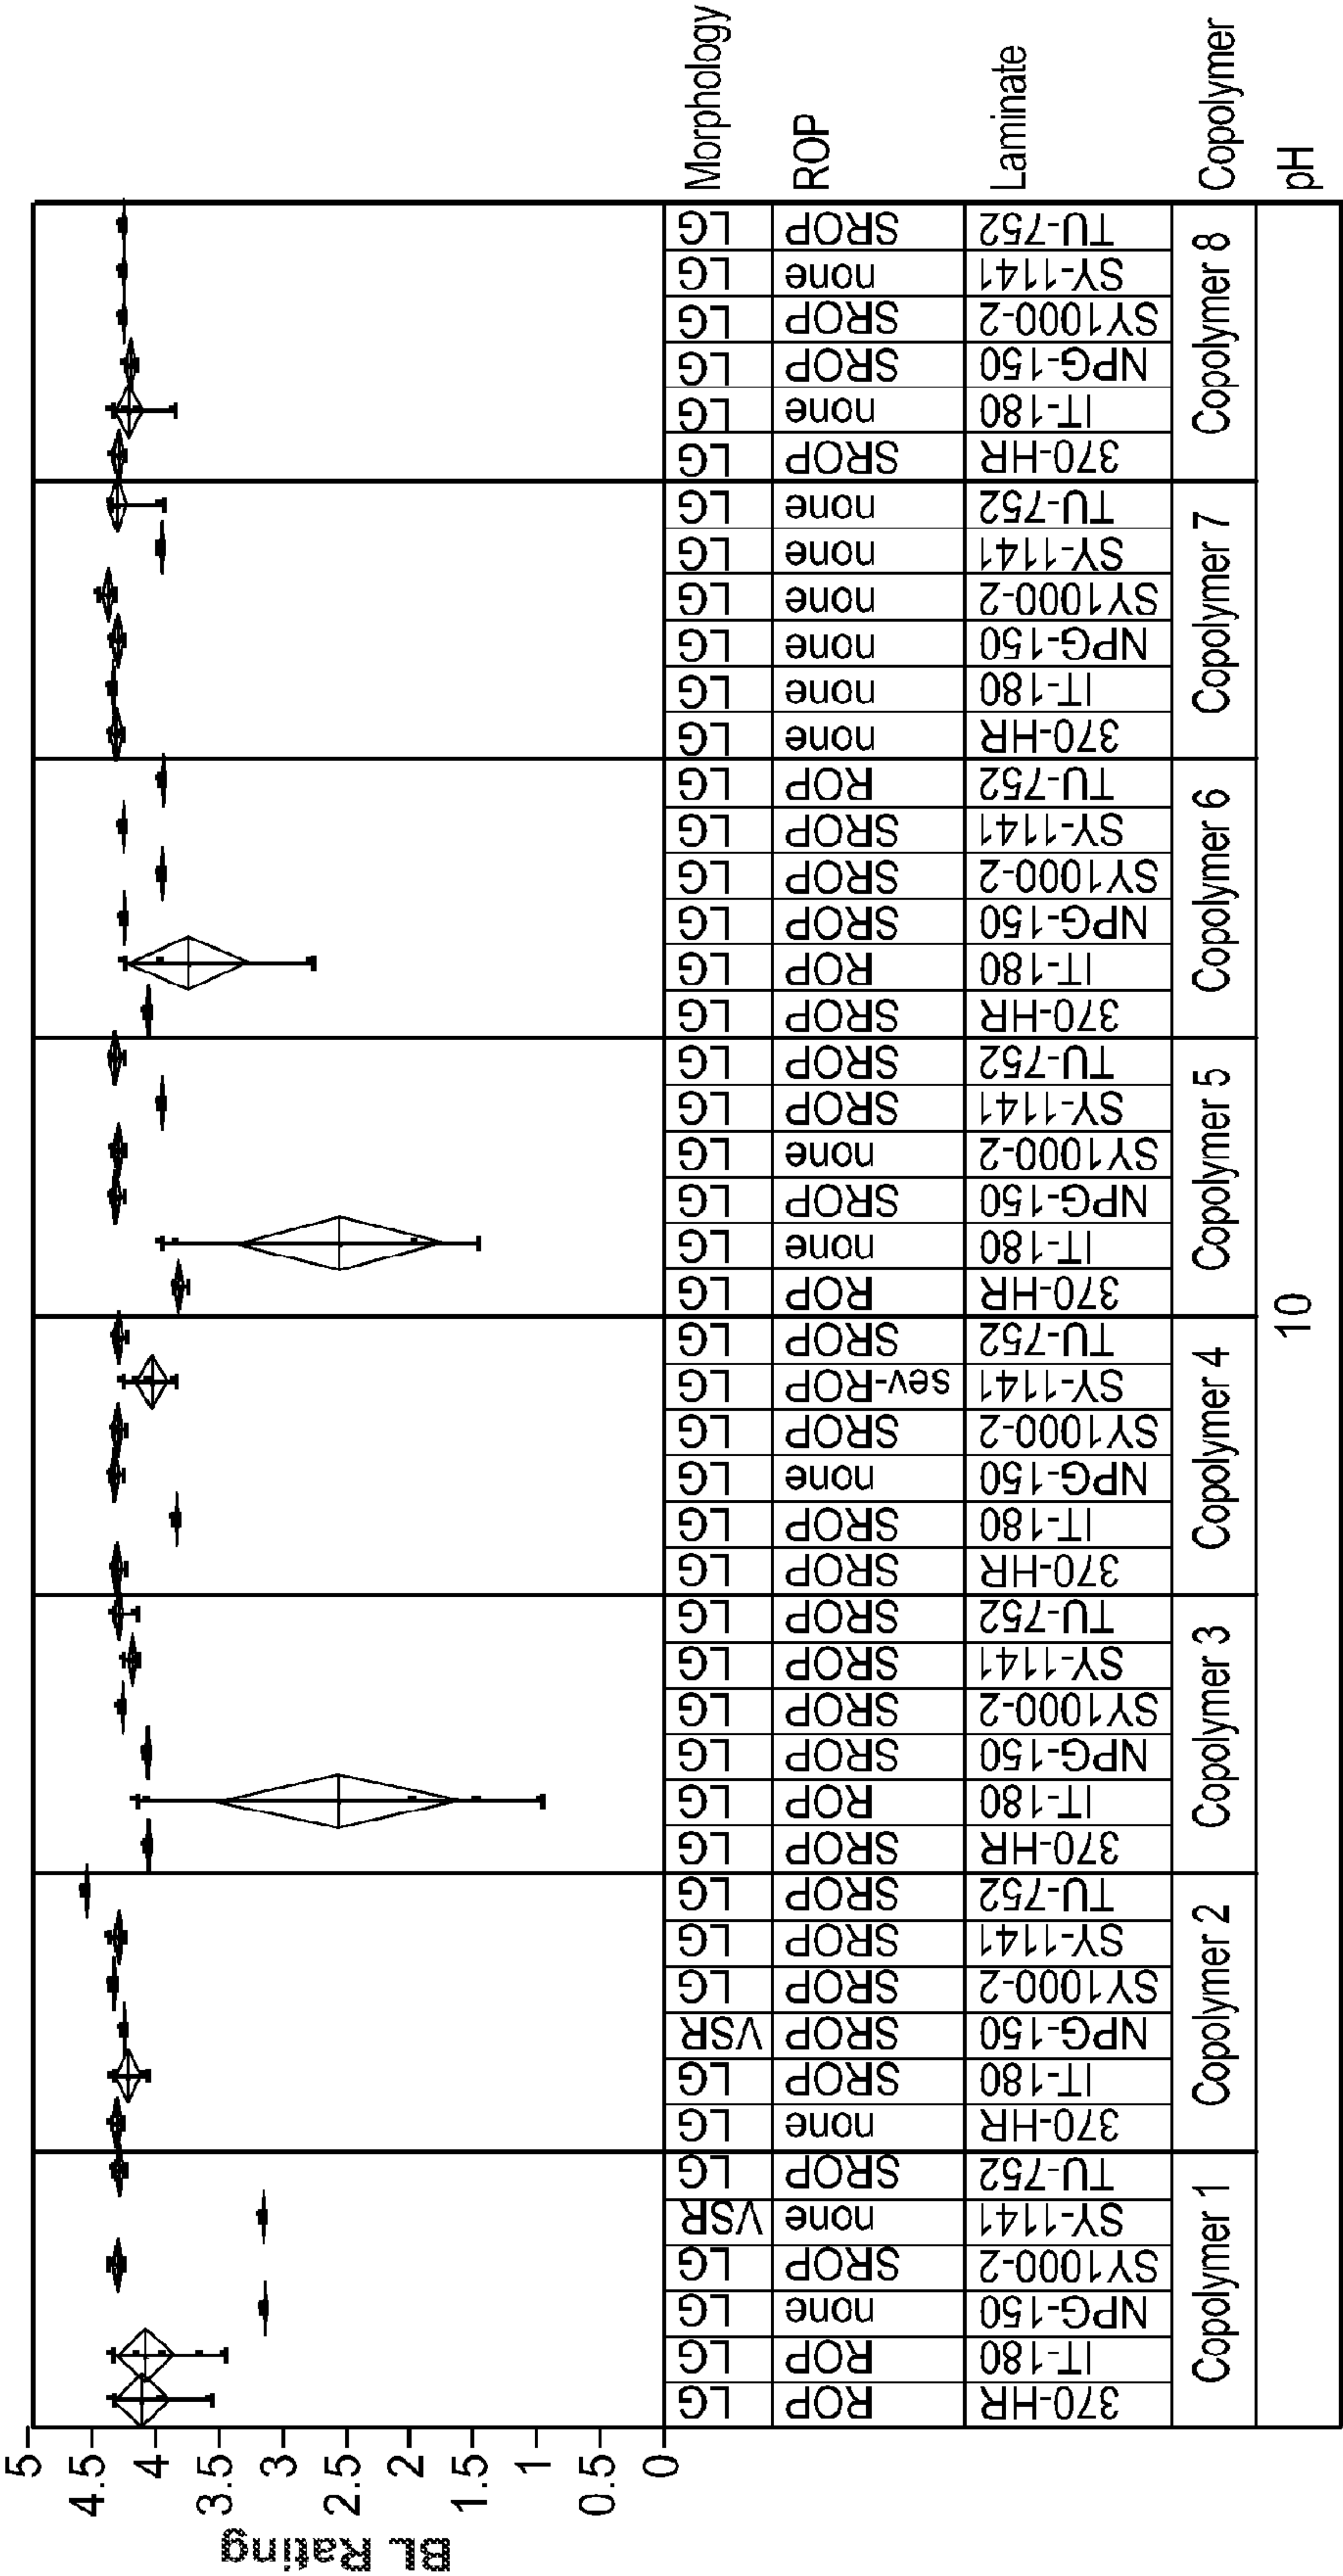 BL Rating
5
4.5
4
3.5
3
2.5
2
1.5
1
0.5
0
LG LG LG LG VSR LG LG LG VSR LG LG LG LG LG LG LG LG LG LG LG LG LG LG LG LG LG LG LG LG LG LG LG LG LG LG LG LG LG LG LG LG LG LG LG LG LG LG LG Morphology
ROP ROP none SROP none SROP none SROP SROP SROP SROP SROP SROP ROP SROP SROP SROP SROP SROP SROP none SROP sev-ROP SROP ROP none SROP none SROP SROP SROP ROP SROP SROP SROP ROP none none none none none none SROP none SROP SROP none SROP ROP
370-HR IT-180 NPG-150 SY1000-2 SY-1141 TU-752 370-HR IT-180 NPG-150 SY1000-2 SY-1141 TU-752 370-HR IT-180 NPG-150 SY1000-2 SY-1141 TU-752 370-HR IT-180 NPG-150 SY1000-2 SY-1141 TU-752 370-HR IT-180 NPG-150 SY1000-2 SY-1141 TU-752 370-HR IT-180 NPG-150 SY1000-2 SY-1141 TU-752 370-HR IT-180 NPG-150 SY1000-2 SY-1141 TU-752 370-HR IT-180 NPG-150 SY1000-2 SY-1141 TU-752 Laminate
Copolymer 1 Copolymer 2 Copolymer 3 Copolymer 4 Copolymer 5 Copolymer 6 Copolymer 7 Copolymer 8 Copolymer
10 pH